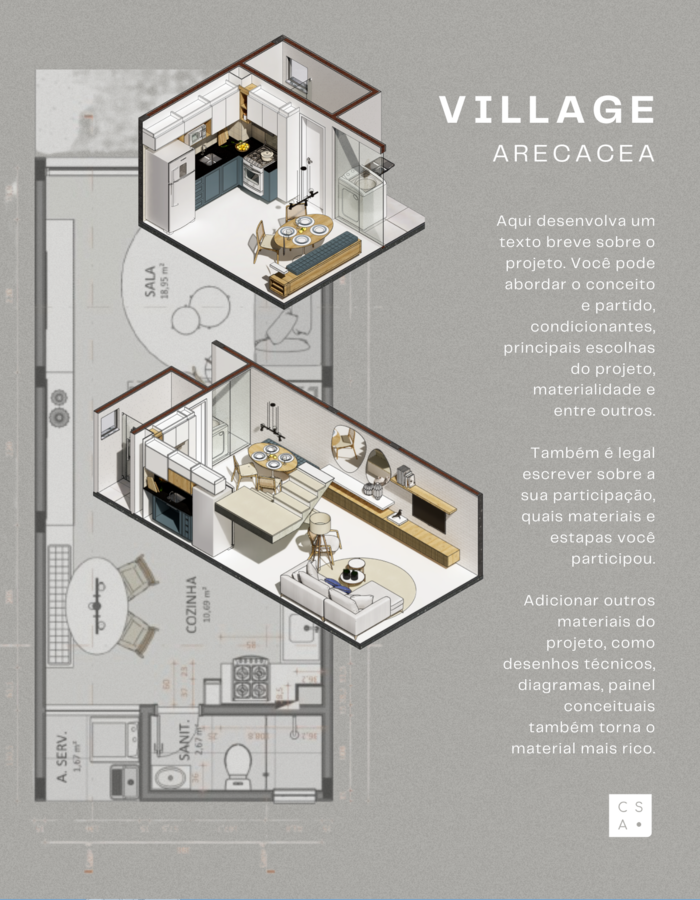 VILLAGE
ARECACEA
Aqui desenvolva um
texto breve sobre o
projeto. Você pode
abordar o conceito
e partido,
condicionantes,
principais escolhas
do projeto,
materialidade e
entre outros.
Também é legal
escrever sobre a
sua participação,
quais materiais e
etapas você
participou.
Adicionar outros
materiais do
projeto, como
desenhos técnicos,
diagramas, painel
conceituais
também torna o
material mais rico.
C S
A
SALA
18,95 m²
COZINHA
10,69 m²
A. SERV.
1,67 m²
SANIT.
2,67 m²